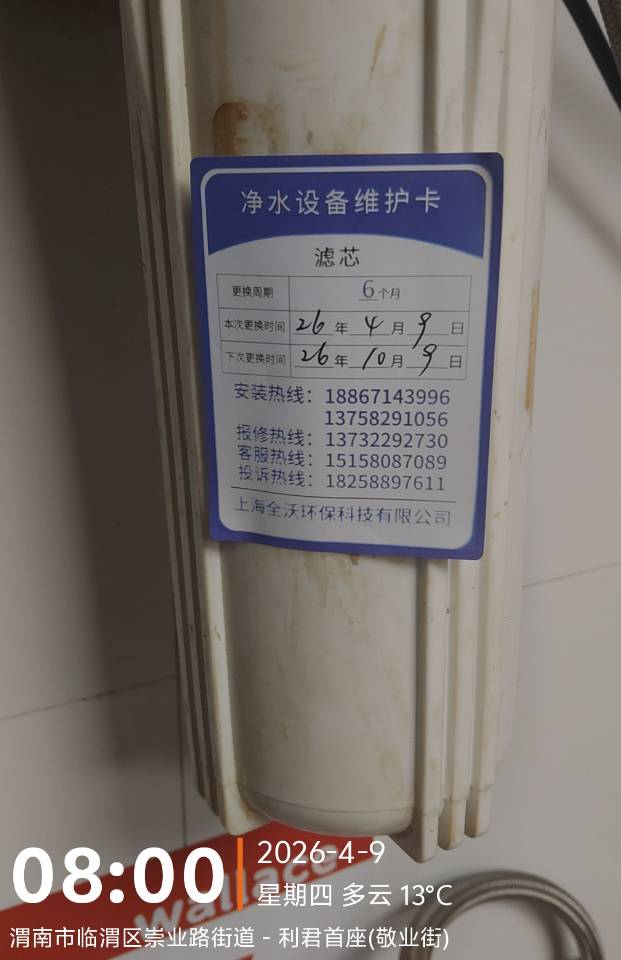 净水设备维护卡
滤芯
更换周期 6个月
本次更换时间 26年4月9日
下次更换时间 26年10月9日
安装热线：18867143996
13758291056
报修热线：13732292730
客服热线：15158087089
投诉热线：18258897611
上海全沃环保科技有限公司
Wallace
08:00
2026-4-9
星期四 多云 13℃
渭南市临渭区崇业路街道 - 利君首座(敬业街)